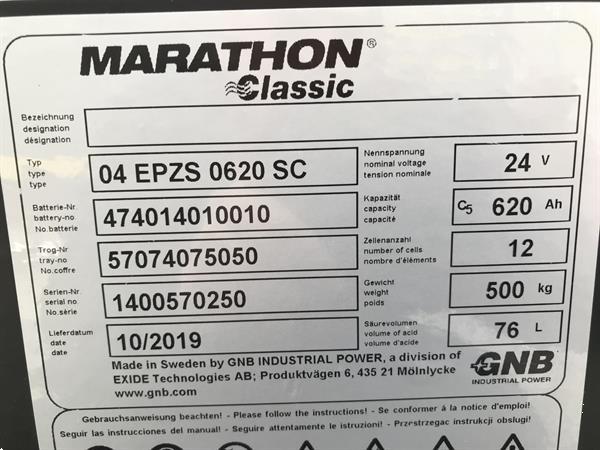 MARATHON®
Classic
Bezeichnung
designation
désignation
Typ
type
type
04 EPZS 0620 SC
Nennspannung
nominal voltage
tension nominale
24 V
Batterie-Nr.
battery-no
No.batterie
474014010010
Kapazität
capacity
capacité
C5 620 Ah
Trog-Nr
tray-no
No.coffre
57074075050
Zellenanzahl
number of cells
nombre d'éléments
12
Serien-Nr.
serial no.
No.série
1400570250
Gewicht
weight
poids
500 kg
Lieferdatum
date
date
10/2019
Säurevolumen
volume of acid
volume d'acide
76 L
Made in Sweden by GNB INDUSTRIAL POWER, a division of
EXIDE Technologies AB; Produktvägen 6, 435 21 Mölnlycke
www.gnb.com
GNB
INDUSTRIAL POWER
Gebrauchsanweisung beachten! - Please follow the instructions! - Se conformer á la notice d'emploi!
Seguir las instrucciones del manual! - Seguire attentamente le istruzioni! - Przestrzegac instrukcji obslugi!